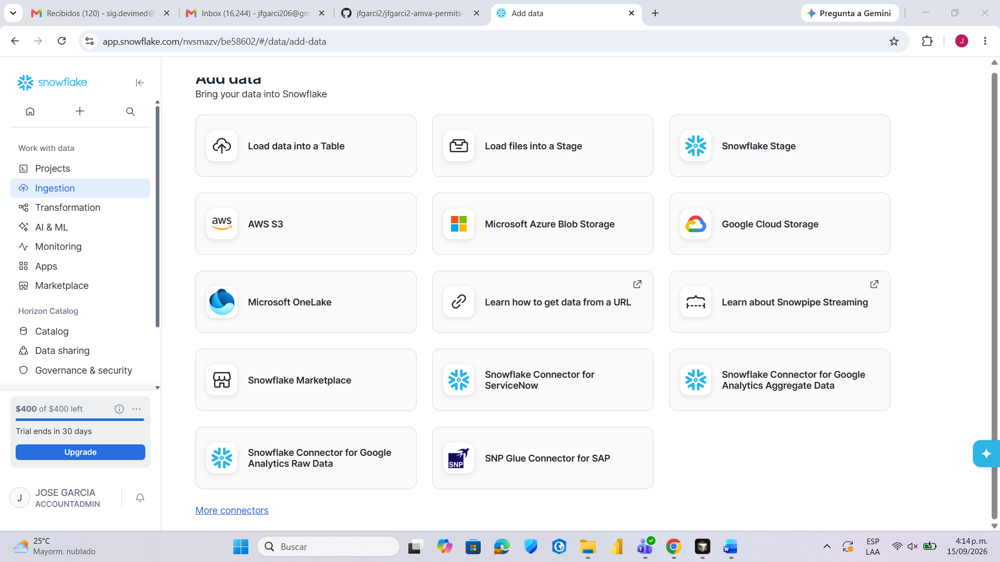 Recibidos (120) - sig.devimed@
Inbox (16,244) - jfgarci206@gm
jfgarci2/jfgarci2-amva-permits-
Add data
Pregunta a Gemini
app.snowflake.com/nvsmazv/be58602/#/data/add-data
J
snowflake
Work with data
Projects
Ingestion
Transformation
AI & ML
Monitoring
Apps
Marketplace
Horizon Catalog
Catalog
Data sharing
Governance & security
$400 of $400 left
Trial ends in 30 days
Upgrade
J
JOSE GARCIA
ACCOUNTADMIN
Add data
Bring your data into Snowflake
Load data into a Table
Load files into a Stage
Snowflake Stage
aws
AWS S3
Microsoft Azure Blob Storage
Google Cloud Storage
Microsoft OneLake
Learn how to get data from a URL
Learn about Snowpipe Streaming
Snowflake Marketplace
Snowflake Connector for
ServiceNow
Snowflake Connector for Google
Analytics Aggregate Data
Snowflake Connector for Google
Analytics Raw Data
SNP
SNP Glue Connector for SAP
More connectors
25°C
Mayorm. nublado
Buscar
T
W
ESP
LAA
4:14 p. m.
15/09/2026